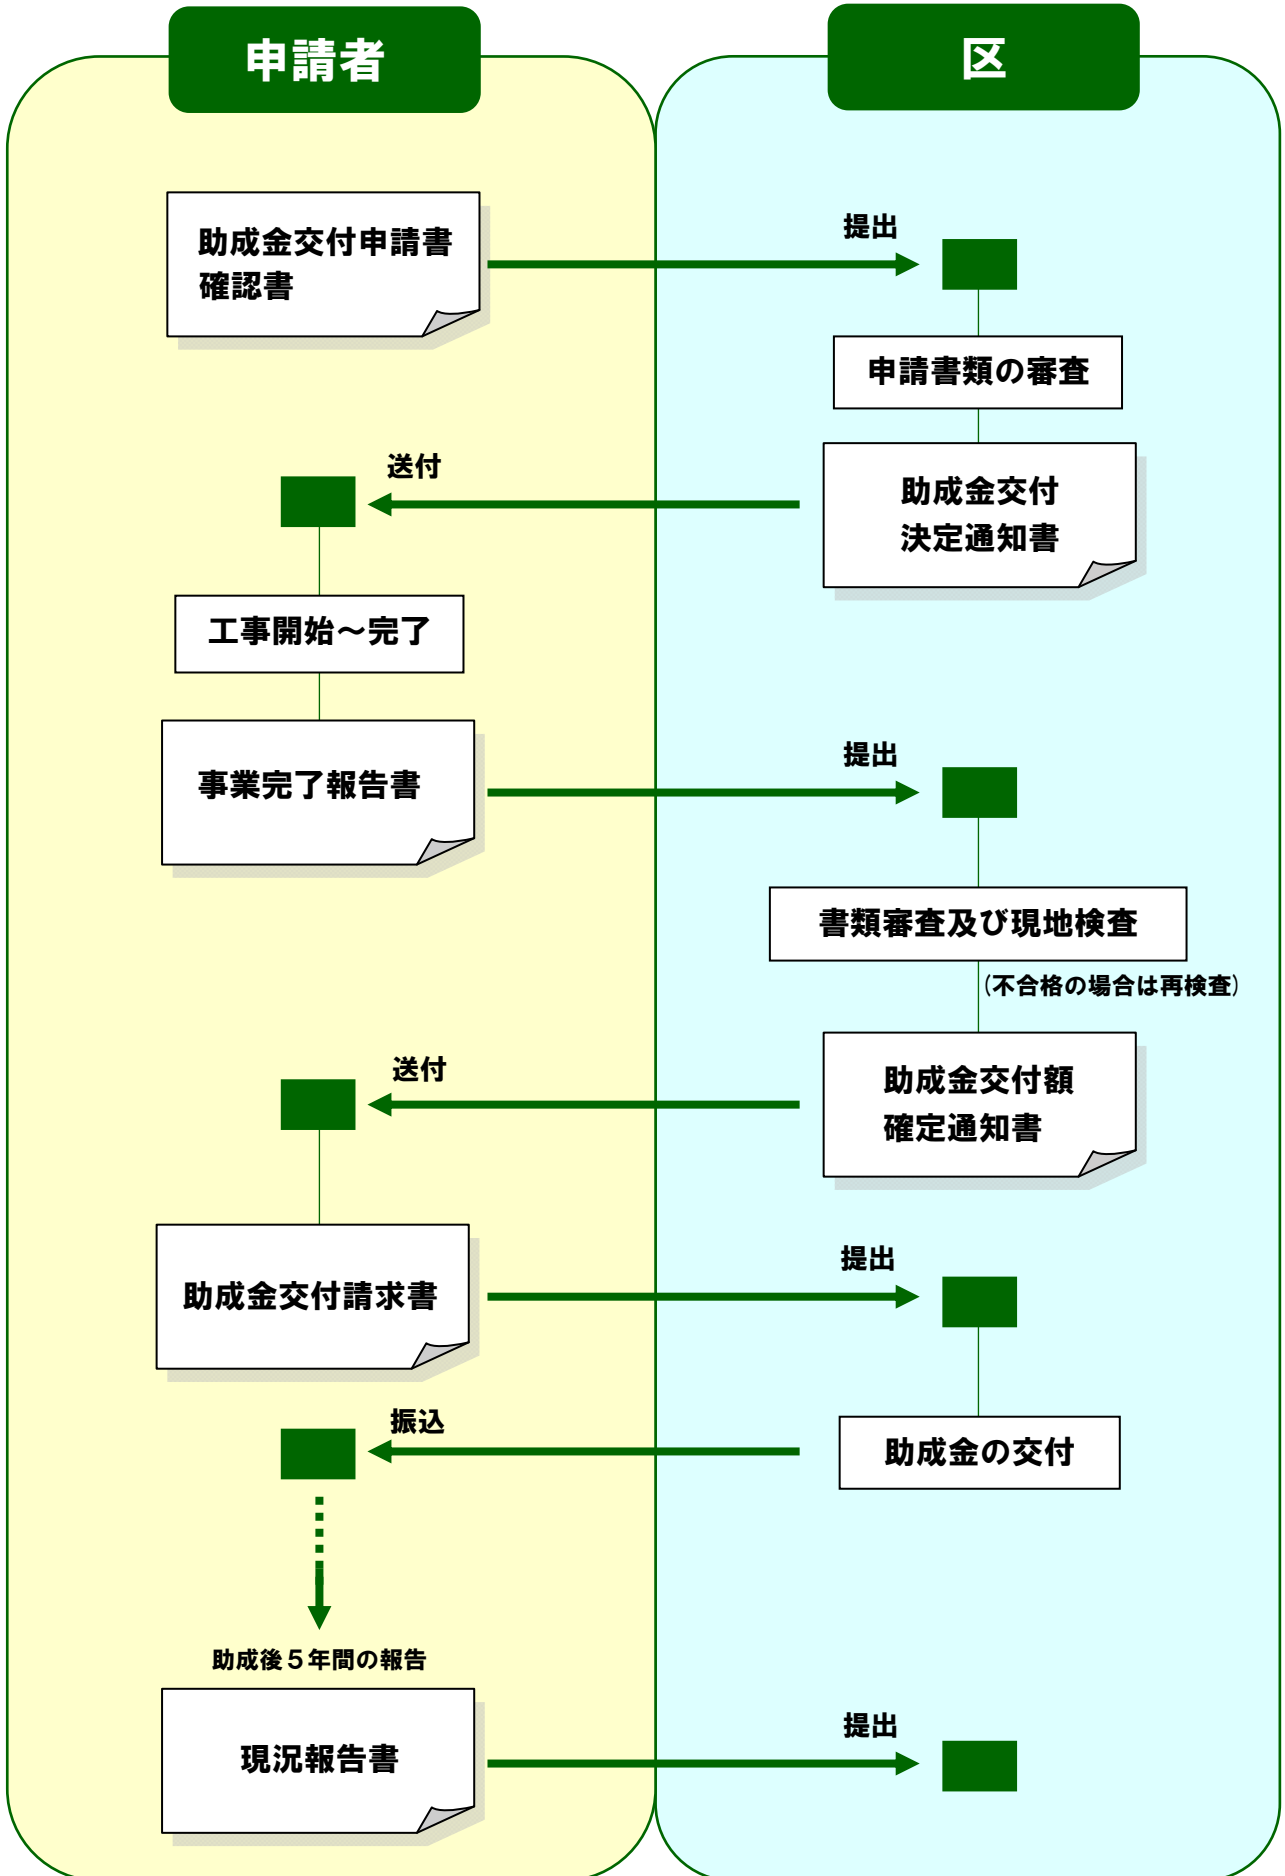 申請者
区
助成金交付申請書
確認書
提出
申請書類の審査
送付
助成金交付
決定通知書
工事開始～完了
事業完了報告書
提出
書類審査及び現地検査
（不合格の場合は再検査）
送付
助成金交付額
確定通知書
助成金交付請求書
提出
振込
助成金の交付
助成後５年間の報告
現況報告書
提出